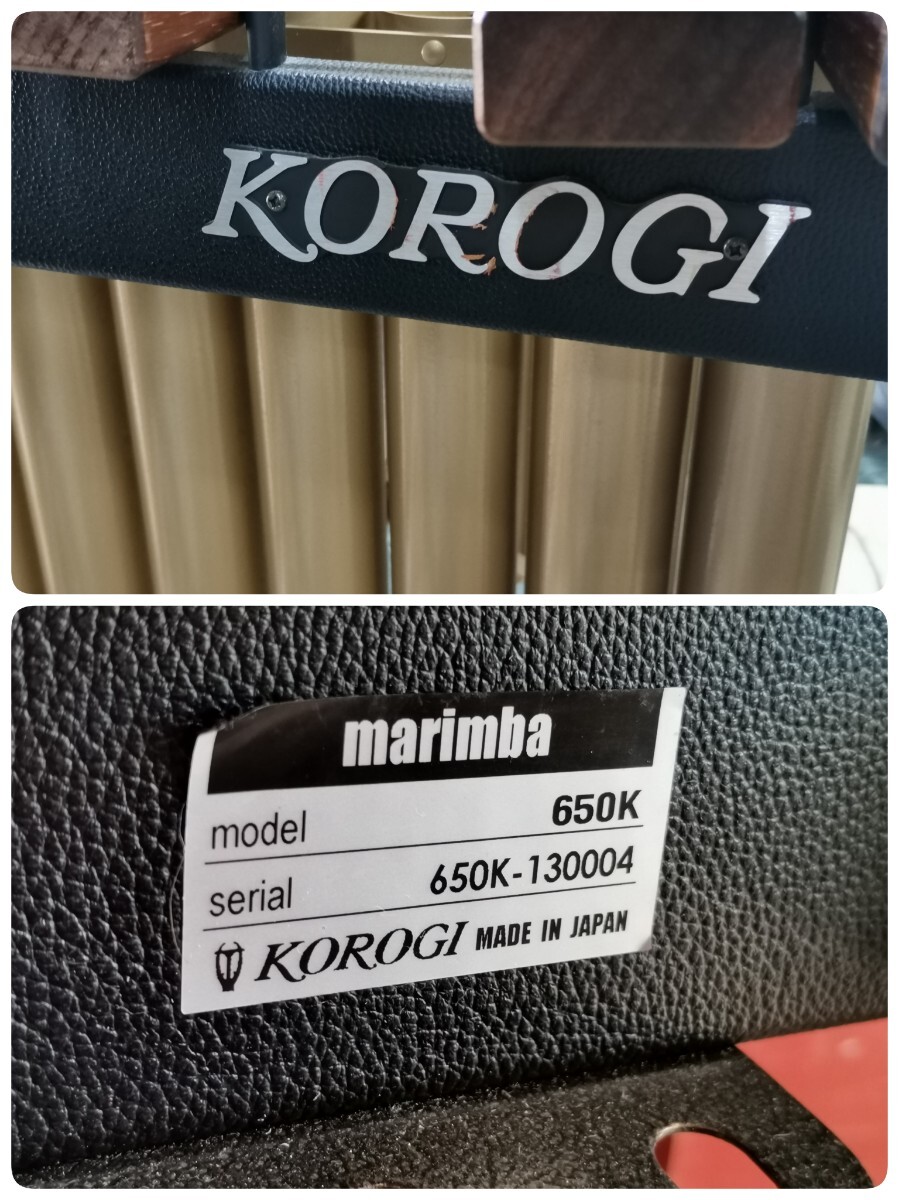 KOROGI
marimba
model 650K
serial 650K-130004
KOROGI MADE IN JAPAN